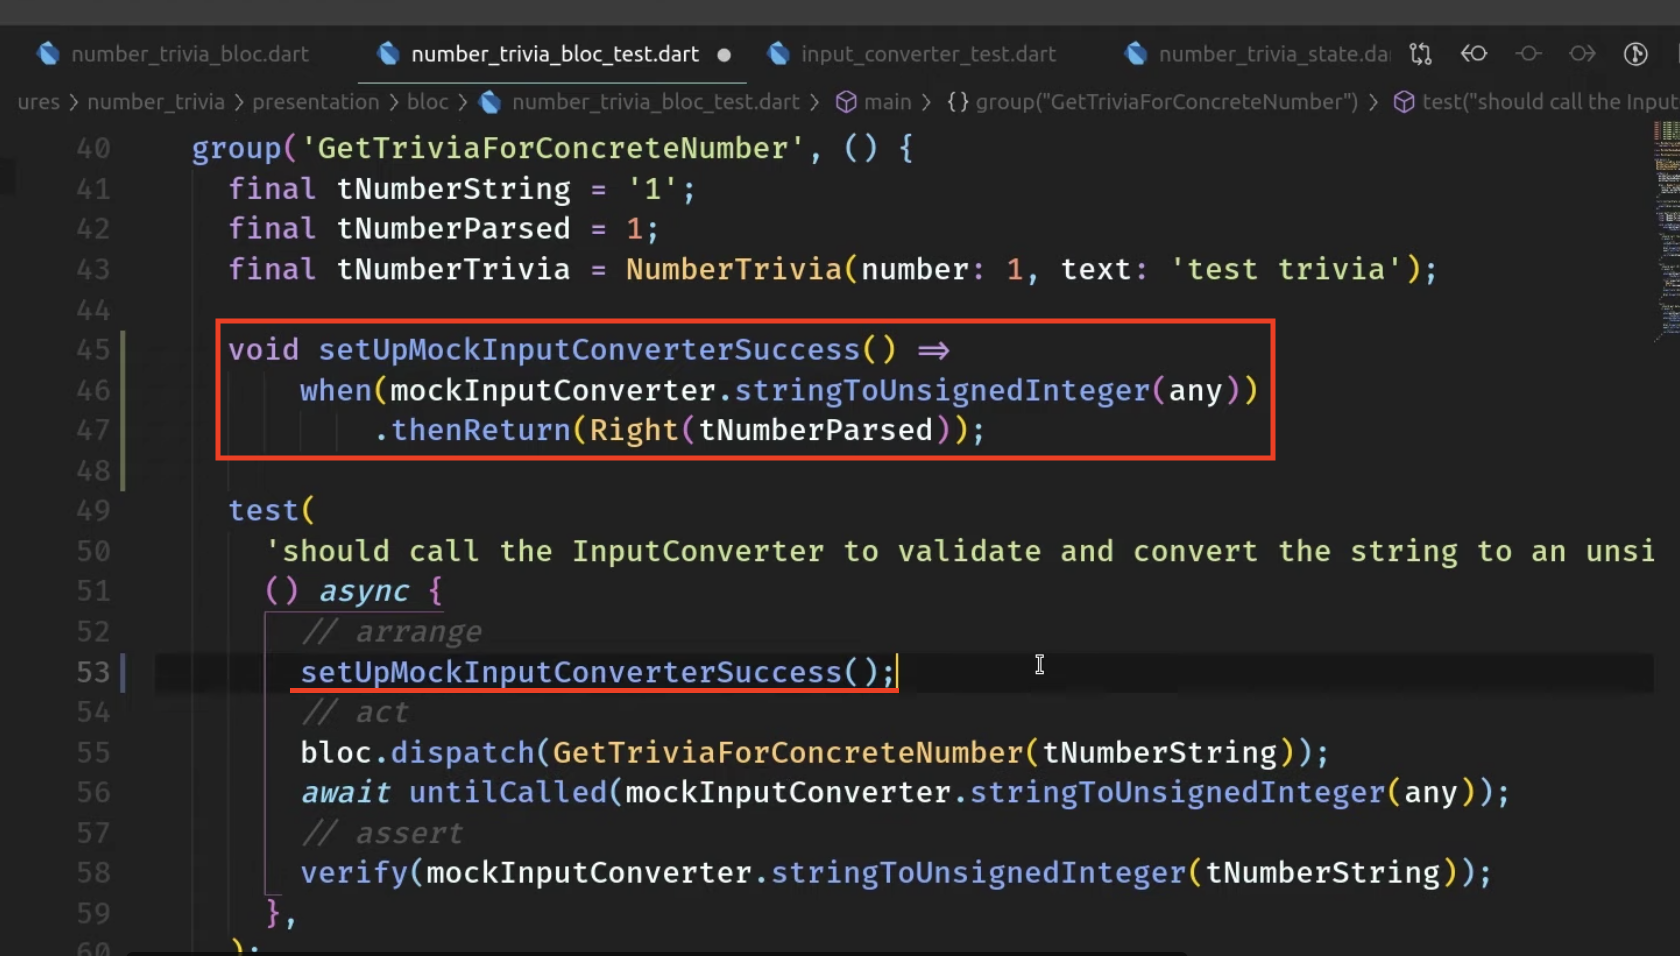 number_trivia_bloc.dart number_trivia_bloc_test.dart input_converter_test.dart number_trivia_state.da
ures > number_trivia > presentation > bloc > number_trivia_bloc_test.dart > main > {} group("GetTriviaForConcreteNumber") > test("should call the Input
40 group('GetTriviaForConcreteNumber', () {
41 final tNumberString = '1';
42 final tNumberParsed = 1;
43 final tNumberTrivia = NumberTrivia(number: 1, text: 'test trivia');
44
45 void setUpMockInputConverterSuccess() =>
46 when(mockInputConverter.stringToUnsignedInteger(any))
47 .thenReturn(Right(tNumberParsed));
48
49 test(
50 'should call the InputConverter to validate and convert the string to an unsi
51 () async {
52 // arrange
53 setUpMockInputConverterSuccess();
54 // act
55 bloc.dispatch(GetTriviaForConcreteNumber(tNumberString));
56 await untilCalled(mockInputConverter.stringToUnsignedInteger(any));
57 // assert
58 verify(mockInputConverter.stringToUnsignedInteger(tNumberString));
59 },
60 );